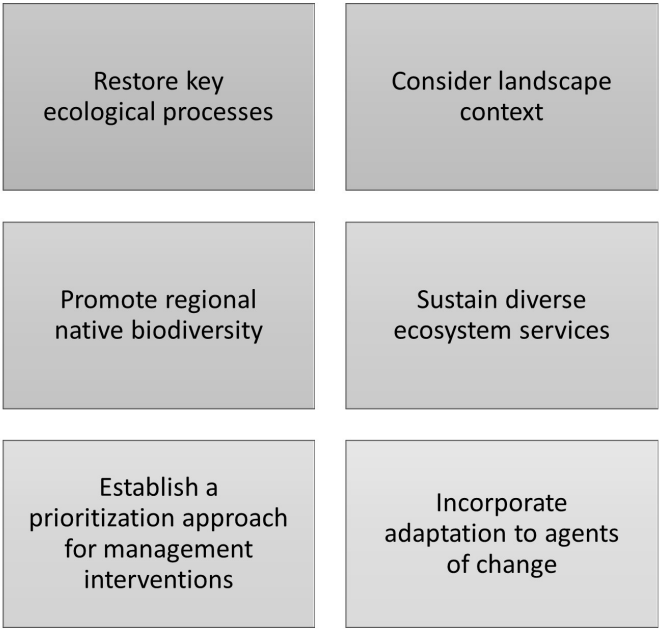 Restore key
ecological processes
Consider landscape
context
Promote regional
native biodiversity
Sustain diverse
ecosystem services
Establish a
prioritization approach
for management
interventions
Incorporate
adaptation to agents
of change